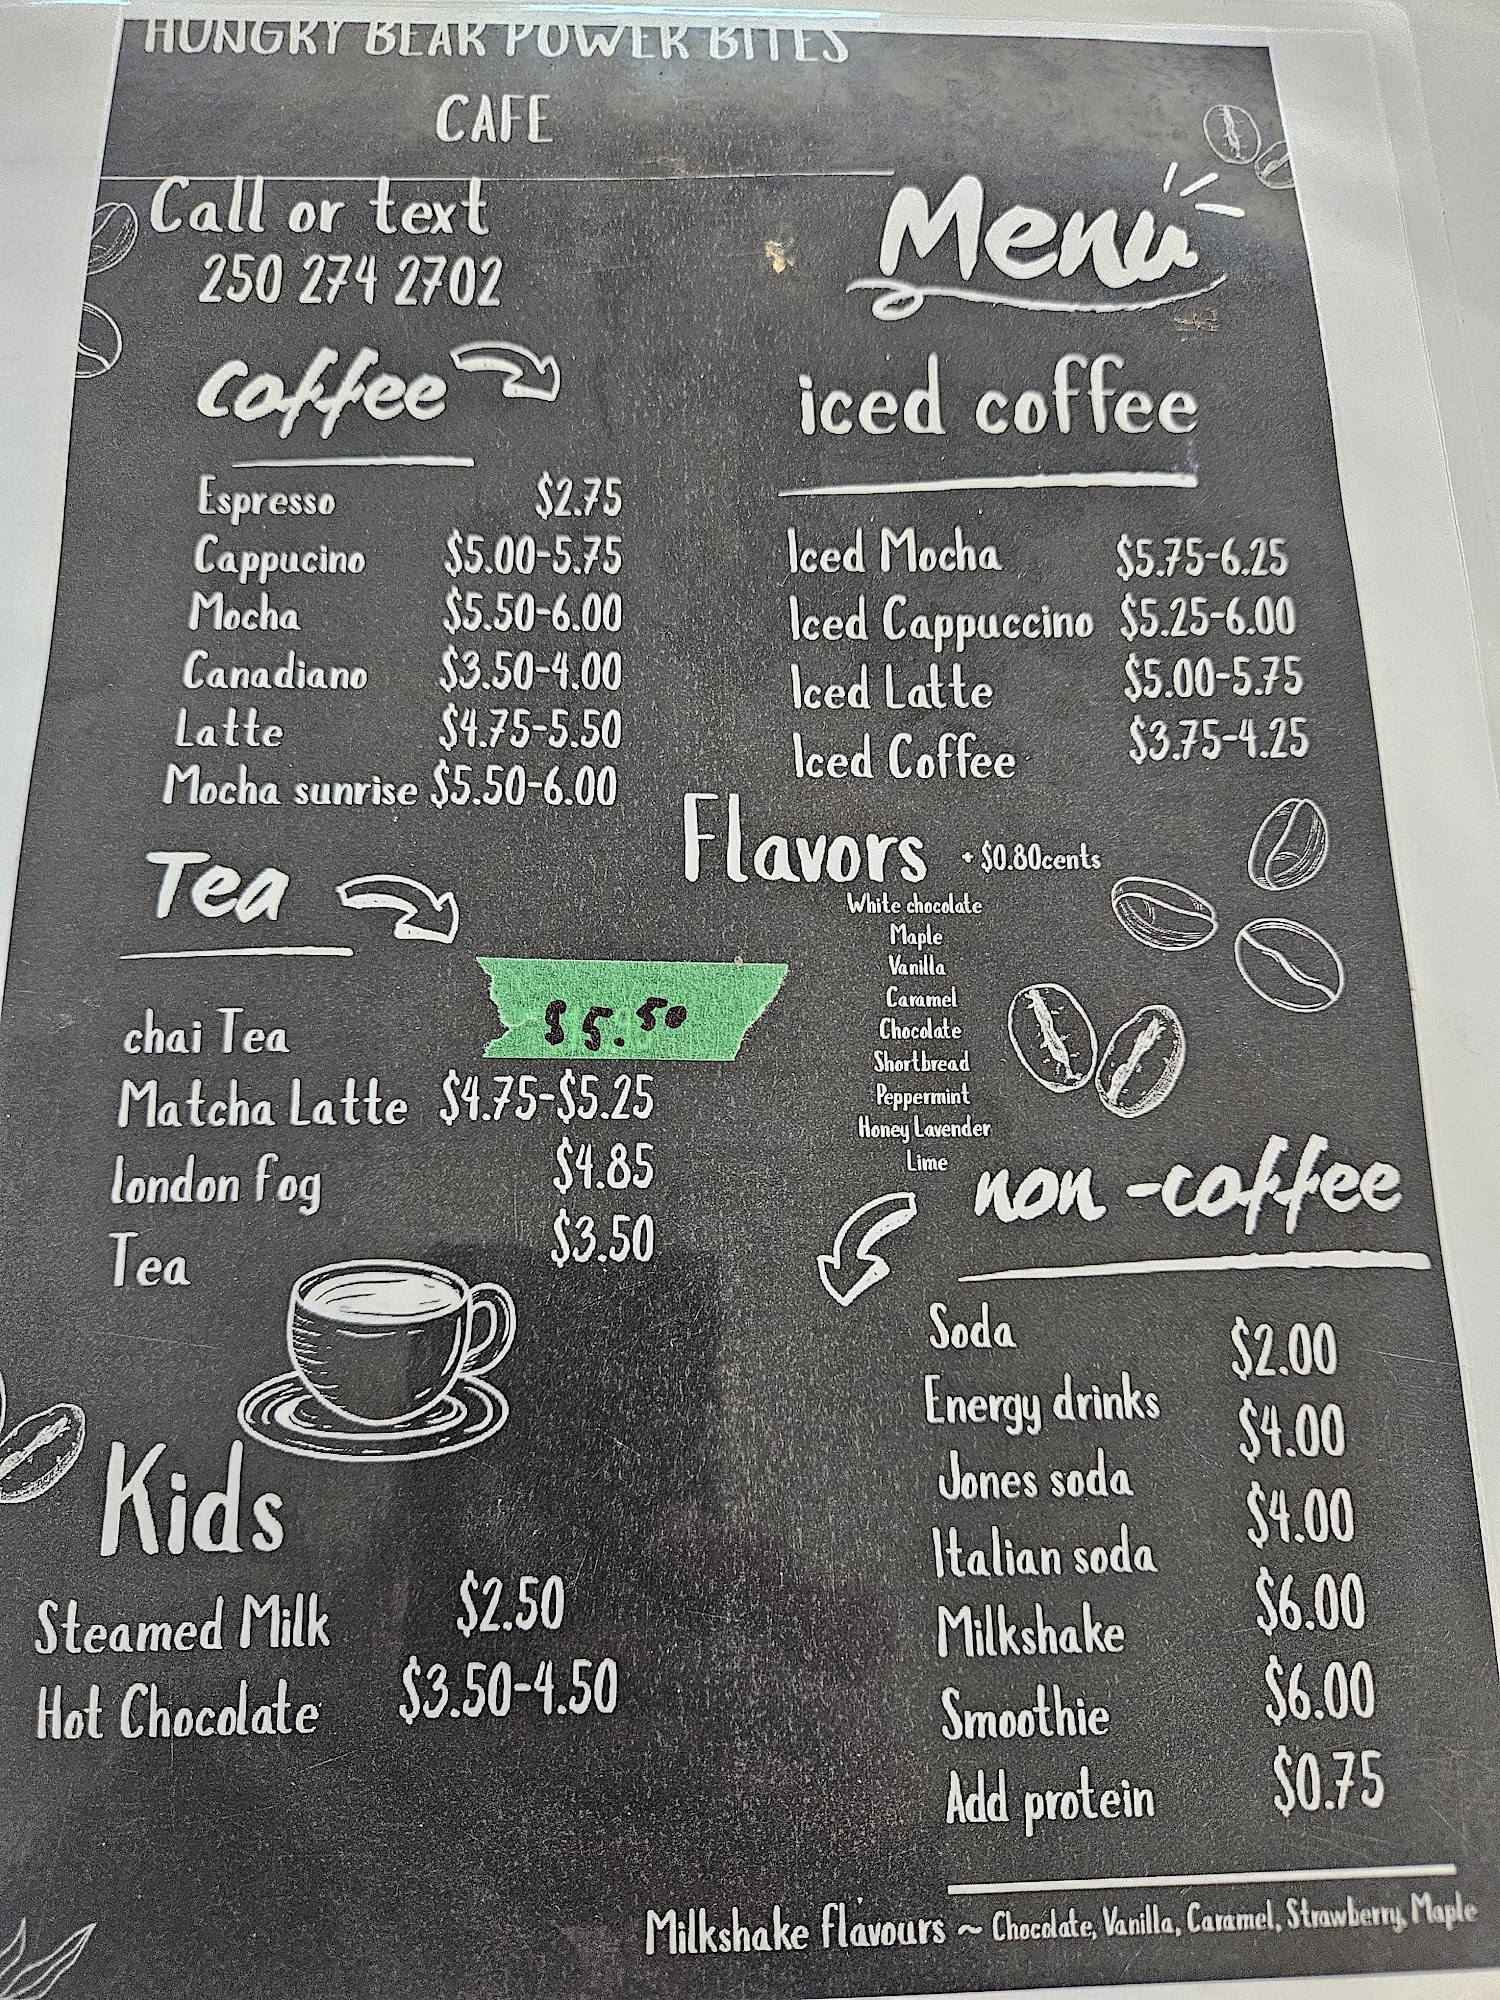 HUNGRY BEAR POWER BITES
CAFE
Call or text
250 274 2702
Menu
coffee
Espresso $2.75
Cappucino $5.00-5.75
Mocha $5.50-6.00
Canadiano $3.50-4.00
Latte $4.75-5.50
Mocha sunrise $5.50-6.00
iced coffee
Iced Mocha $5.75-6.25
Iced Cappuccino $5.25-6.00
Iced Latte $5.00-5.75
Iced Coffee $3.75-4.25
Flavors + $0.80cents
White chocolate
Maple
Vanilla
Caramel
Chocolate
Shortbread
Peppermint
Honey Lavender
Lime
Tea
chai Tea $5.50
Matcha Latte $4.75-$5.25
london fog $4.85
Tea $3.50
Kids
Steamed Milk $2.50
Hot Chocolate $3.50-4.50
non-coffee
Soda $2.00
Energy drinks $4.00
Jones soda $4.00
Italian soda $6.00
Milkshake $6.00
Smoothie $0.75
Add protein
Milkshake flavours ~ Chocolate, Vanilla, Caramel, Strawberry, Maple